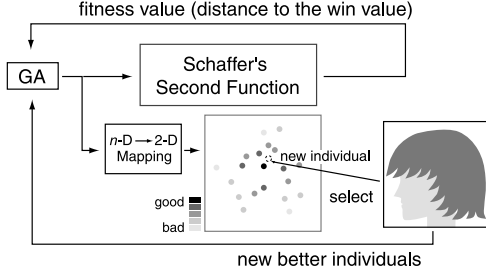 fitness value (distance to the win value)
GA
Schaffer's
Second Function
n-D → 2-D
Mapping
new individual
select
good
bad
new better individuals